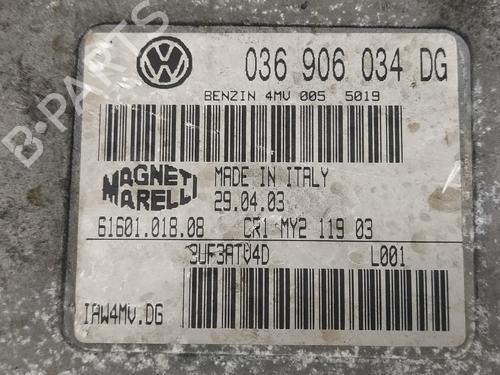 036 906 034 DG
BENZIN 4MV 005 5019
MAGNETI MARELLI
MADE IN ITALY
29.04.03
61601.018.08 CR1 MY2 119 03
3UF3ATV4D L001
IAW4MV.DG
B-PARTS